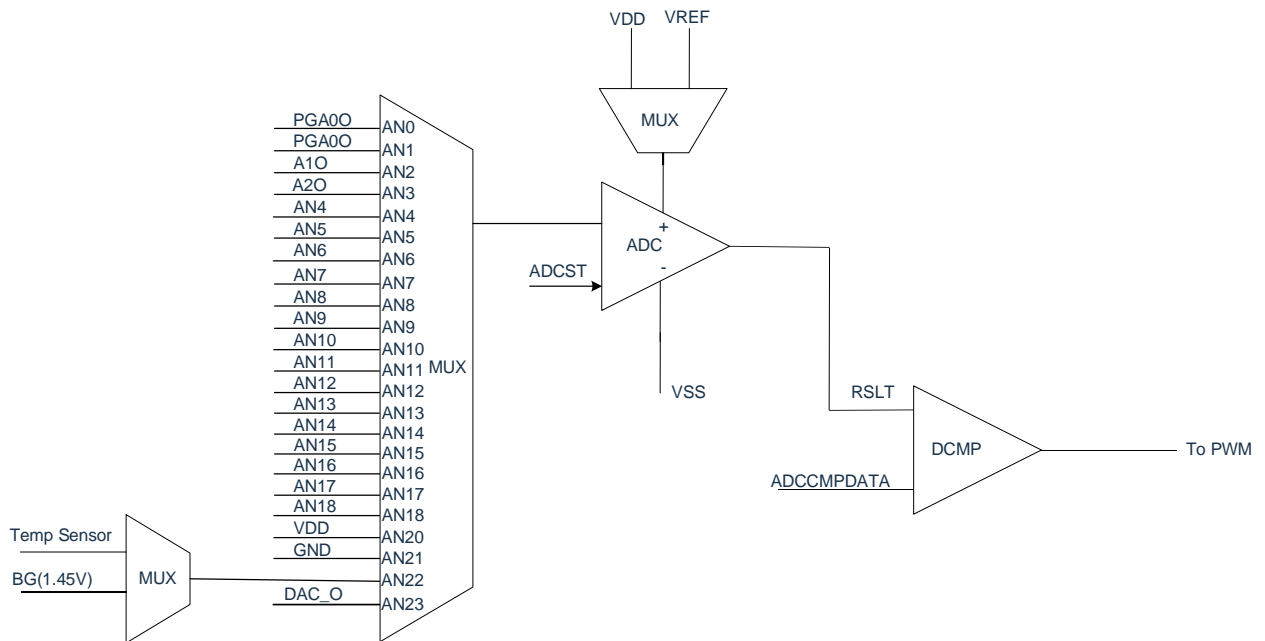 VDD
VREF
MUX
PGA0O
AN0
PGA0O
AN1
A1O
AN2
A2O
AN3
AN4
AN4
AN5
AN5
AN6
AN6
AN7
AN7
AN8
AN8
AN9
AN9
AN10
AN10
AN11
AN11
AN12
AN12
AN13
AN13
AN14
AN14
AN15
AN15
AN16
AN16
AN17
AN17
AN18
AN18
VDD
AN20
GND
AN21
AN22
DAC_O
AN23
MUX
Temp Sensor
BG(1.45V)
MUX
+
ADC
-
ADCST
VSS
RSLT
DCMP
ADCCMPDATA
To PWM